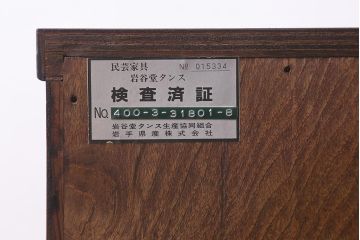 民芸家具 No 015334
岩谷堂タンス
検査済証
No. 400-3-31801-8
岩谷堂タンス生産協同組合
岩手県産株式会社